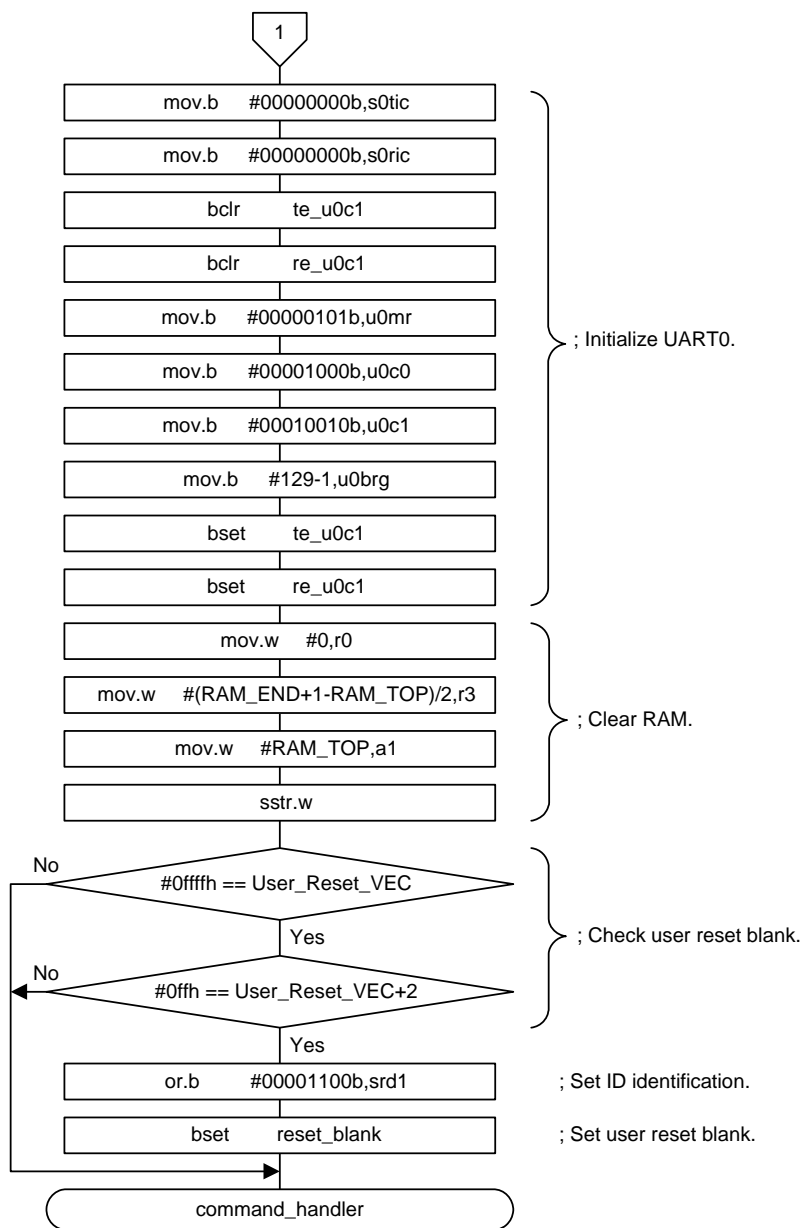 1
mov.b #00000000b,s0tic
mov.b #00000000b,s0ric
bclr te_u0c1
bclr re_u0c1
mov.b #00000101b,u0mr
; Initialize UART0.
mov.b #00001000b,u0c0
mov.b #00010010b,u0c1
mov.b #129-1,u0brg
bset te_u0c1
bset re_u0c1
mov.w #0,r0
mov.w #(RAM_END+1-RAM_TOP)/2,r3
; Clear RAM.
mov.w #RAM_TOP,a1
sstr.w
No
#0ffffh == User_Reset_VEC
Yes
; Check user reset blank.
No
#0ffh == User_Reset_VEC+2
Yes
or.b #00001100b,srd1
; Set ID identification.
bset reset_blank
; Set user reset blank.
command_handler